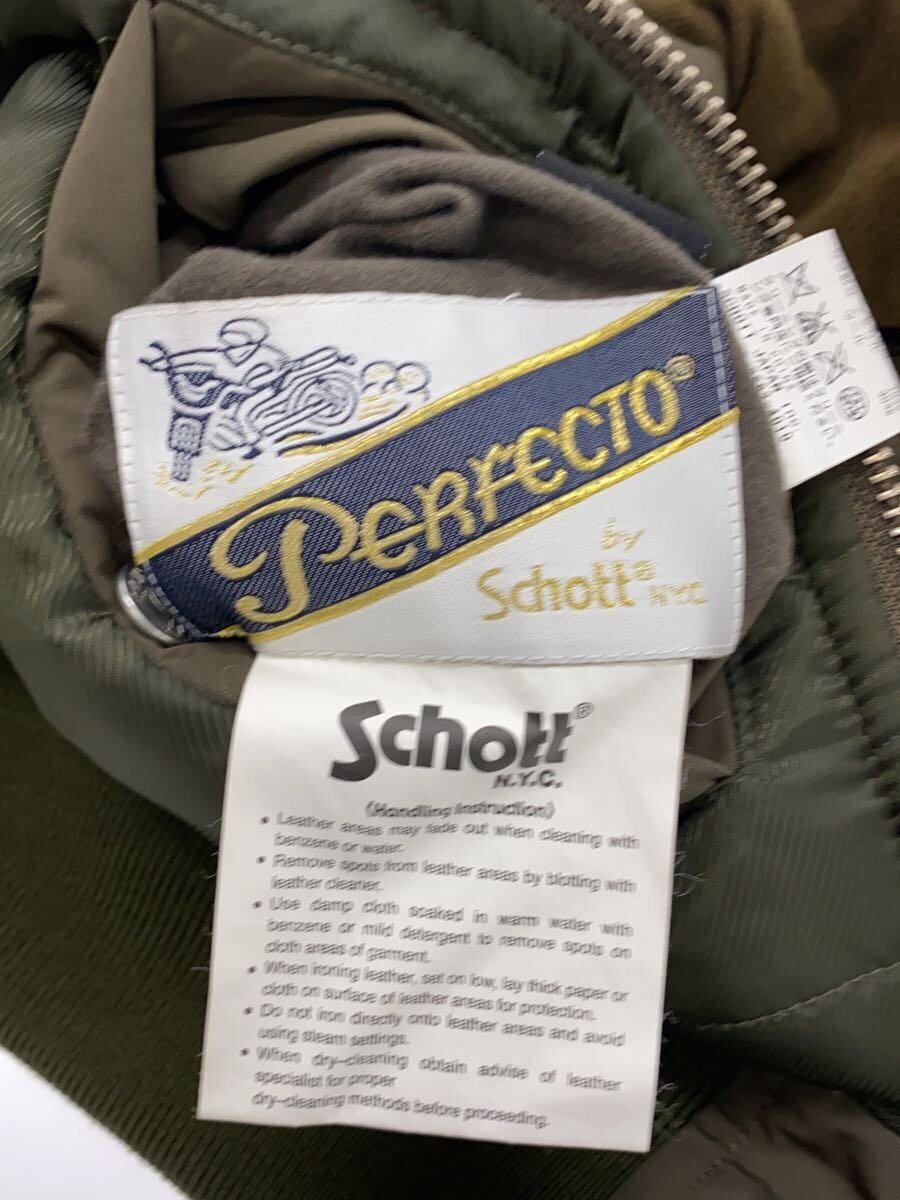 PERFECTO®
by
Schott® NYC
Schott®
N.Y.C.
(Handling Instruction)
• Leather areas may fade out when cleaning with
benzene or water.
• Remove spots from leather areas by blotting with
leather cleaner.
• Use damp cloth soaked in warm water with
benzene or mild detergent to remove spots on
cloth areas of garment.
• When ironing leather, set on low, lay thick paper or
cloth on surface of leather areas for protection.
• Do not iron directly onto leather areas and avoid
using steam settings.
• When dry-cleaning obtain advise of leather
specialist for proper
dry-cleaning methods before proceeding.